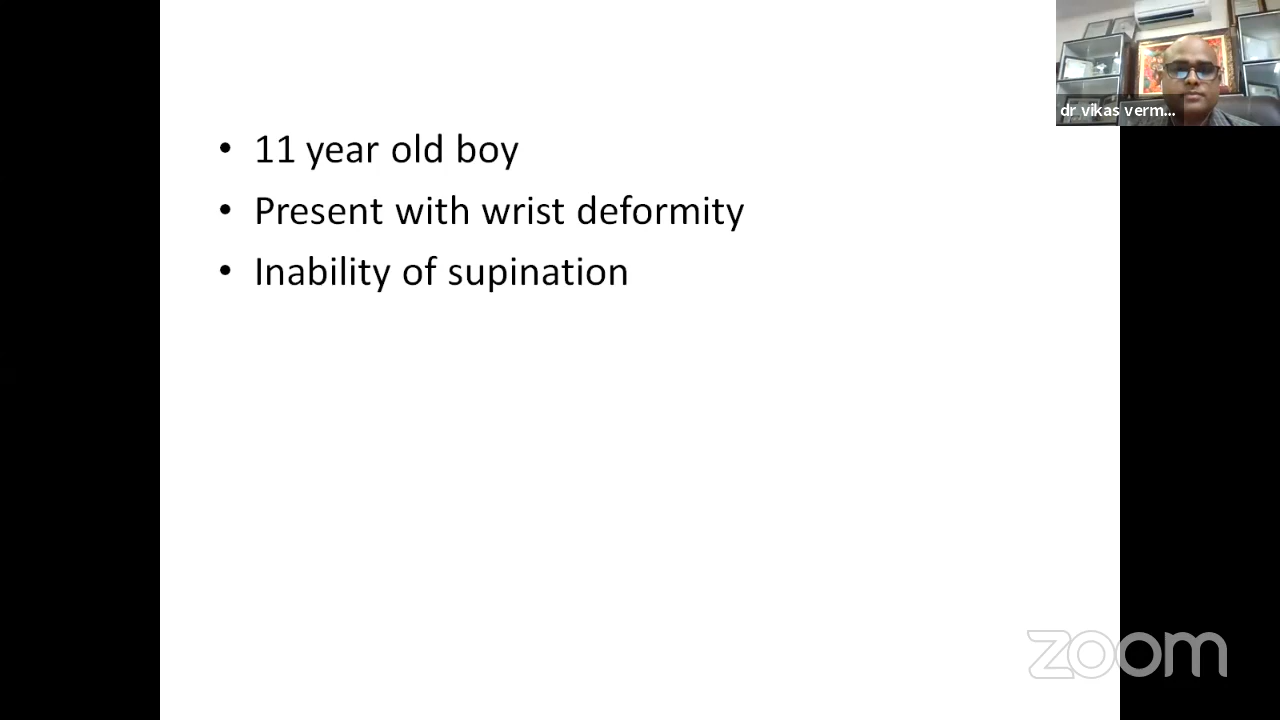 dr vikas verm...
• 11 year old boy
• Present with wrist deformity
• Inability of supination
zoom